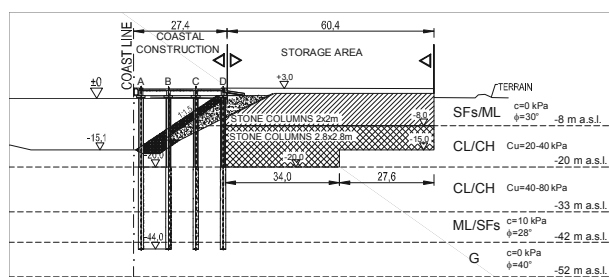 27,4
60,4
COAST LINE
COASTAL
CONSTRUCTION
STORAGE AREA
A B C D
±0
+3,0
TERRAIN
1:1,5
STONE COLUMNS 2x2m
-8,0
STONE COLUMNS 2.8x2.8m
-15,1
-15,0
-20,0
-20,0
34,0
27,6
-44,0
SFs/ML c=0 kPa
ϕ=30°
-8 m a.s.l.
CL/CH Cu=20-40 kPa
-20 m a.s.l.
CL/CH Cu=40-80 kPa
-33 m a.s.l.
ML/SFs c=10 kPa
ϕ=28°
-42 m a.s.l.
G c=0 kPa
ϕ=40°
-52 m a.s.l.